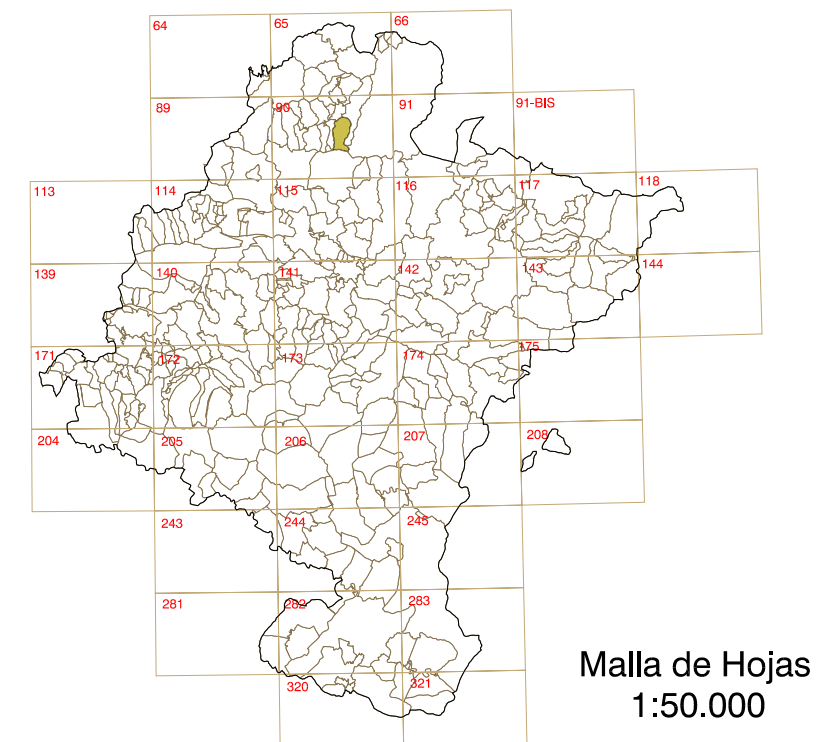 64 65 66
89 90 91 91-BIS
113 114 115 116 117 118
139 140 141 142 143 144
171 172 173 174 175
204 205 206 207 208
243 244 245
281 282 283
320 321
Malla de Hojas
1:50.000